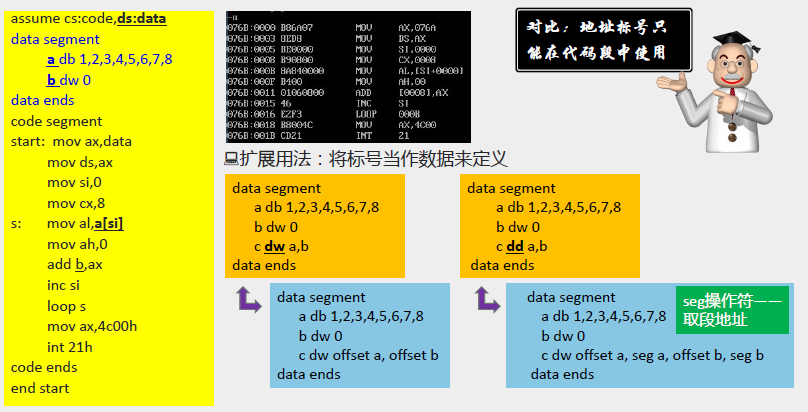 assume cs:code,ds:data
data segment
a db 1,2,3,4,5,6,7,8
b dw 0
data ends
code segment
start: mov ax,data
mov ds,ax
mov si,0
mov cx,8
s: mov al,a[si]
mov ah,0
add b,ax
inc si
loop s
mov ax,4c00h
int 21h
code ends
end start
-u
076B:0000 B86A07 MOV AX,076A
076B:0003 8ED8 MOV DS,AX
076B:0005 BE0000 MOV SI,0000
076B:0008 B90800 MOV CX,0008
076B:000B 8A840000 MOV AL,[SI+0000]
076B:000F B400 MOV AH,00
076B:0011 01060800 ADD [0008],AX
076B:0015 46 INC SI
076B:0016 E2F3 LOOP 000B
076B:0018 B8004C MOV AX,4C00
076B:001B CD21 INT 21
对比：地址标号只
能在代码段中使用
扩展用法：将标号当作数据来定义
data segment
a db 1,2,3,4,5,6,7,8
b dw 0
c dw a,b
data ends
data segment
a db 1,2,3,4,5,6,7,8
b dw 0
c dd a,b
data ends
data segment
a db 1,2,3,4,5,6,7,8
b dw 0
c dw offset a, offset b
data ends
data segment
a db 1,2,3,4,5,6,7,8
b dw 0
c dw offset a, seg a, offset b, seg b
data ends
seg操作符——
取段地址